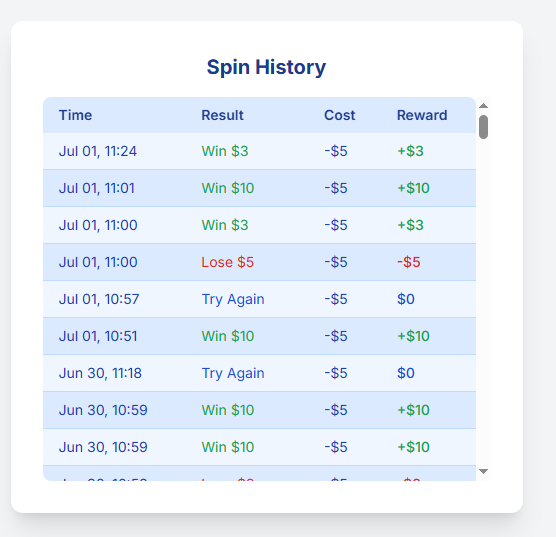 Spin History
Time Result Cost Reward
Jul 01, 11:24 Win $3 -$5 +$3
Jul 01, 11:01 Win $10 -$5 +$10
Jul 01, 11:00 Win $3 -$5 +$3
Jul 01, 11:00 Lose $5 -$5 -$5
Jul 01, 10:57 Try Again -$5 $0
Jul 01, 10:51 Win $10 -$5 +$10
Jun 30, 11:18 Try Again -$5 $0
Jun 30, 10:59 Win $10 -$5 +$10
Jun 30, 10:59 Win $10 -$5 +$10